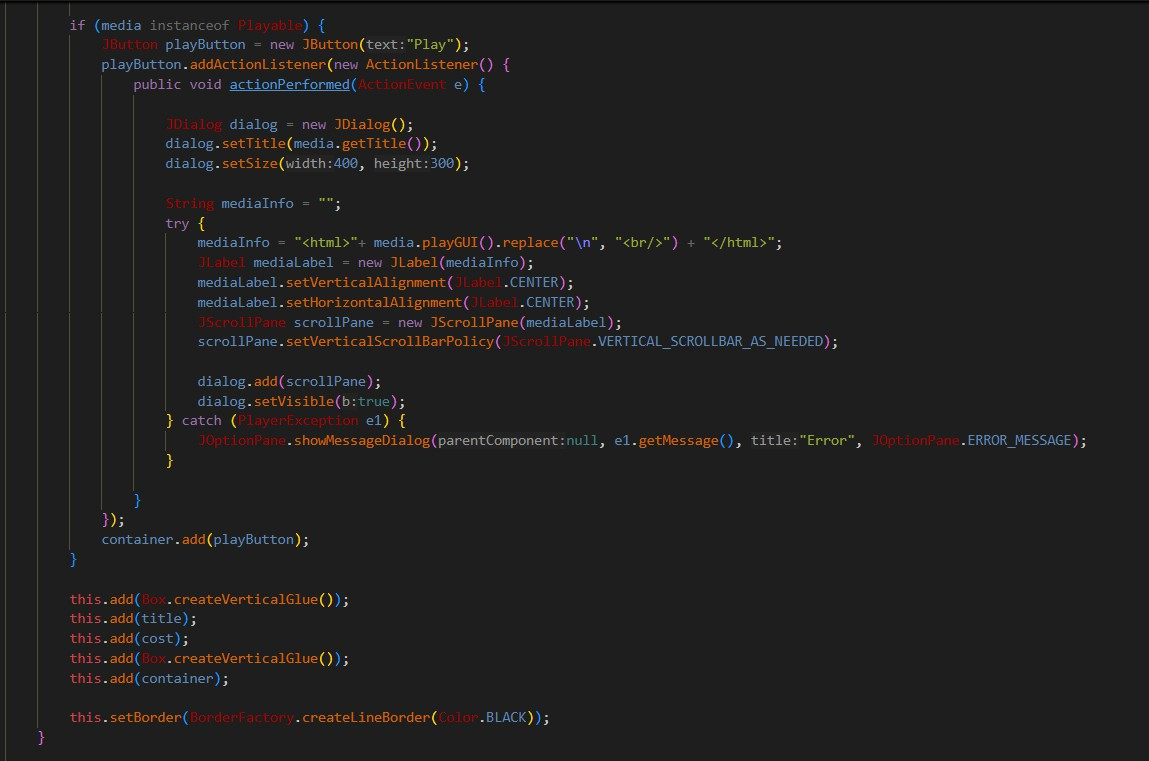 if (media instanceof Playable) {
JButton playButton = new JButton(text:"Play");
playButton.addActionListener(new ActionListener() {
public void actionPerformed(ActionEvent e) {
JDialog dialog = new JDialog();
dialog.setTitle(media.getTitle());
dialog.setSize(width:400, height:300);
String mediaInfo = "";
try {
mediaInfo = "<html>"+ media.playGUI().replace("\n", "<br/>") + "</html>";
JLabel mediaLabel = new JLabel(mediaInfo);
mediaLabel.setVerticalAlignment(JLabel.CENTER);
mediaLabel.setHorizontalAlignment(JLabel.CENTER);
JScrollPane scrollPane = new JScrollPane(mediaLabel);
scrollPane.setVerticalScrollBarPolicy(JScrollPane.VERTICAL_SCROLLBAR_AS_NEEDED);
dialog.add(scrollPane);
dialog.setVisible(b:true);
} catch (PlayerException e1) {
JOptionPane.showMessageDialog(parentComponent:null, e1.getMessage(), title:"Error", JOptionPane.ERROR_MESSAGE);
}
}
});
container.add(playButton);
}
this.add(Box.createVerticalGlue());
this.add(title);
this.add(cost);
this.add(Box.createVerticalGlue());
this.add(container);
this.setBorder(BorderFactory.createLineBorder(Color.BLACK));
}